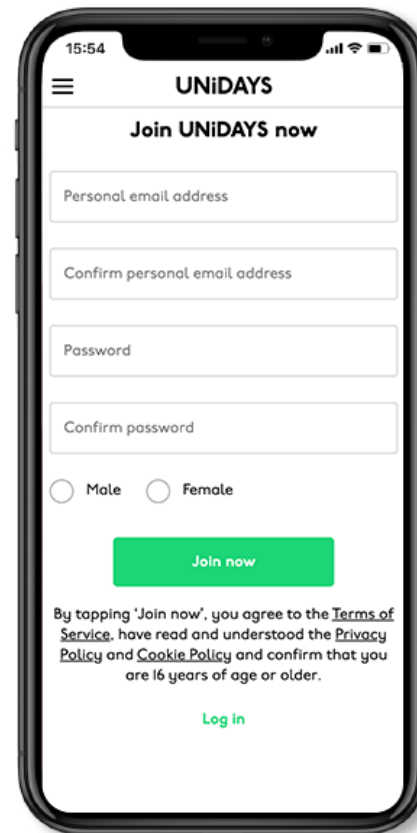 15:54
UNiDAYS
Join UNiDAYS now
Personal email address
Confirm personal email address
Password
Confirm password
Male Female
Join now
By tapping 'Join now', you agree to the Terms of
Service, have read and understood the Privacy
Policy and Cookie Policy and confirm that you
are 16 years of age or older.
Log in